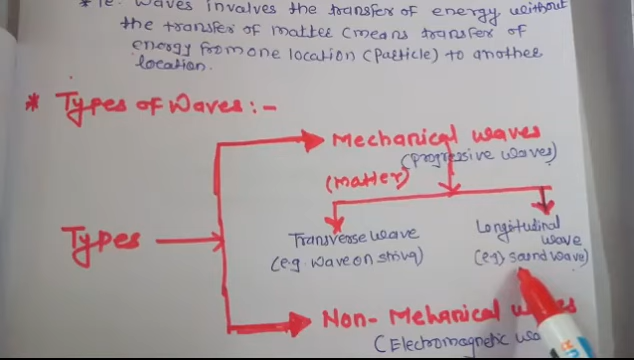 * ie. Waves involves the transfer of energy without
the transfer of matter (means transfer of
energy from one location (Particle) to another
location.
* Types of Waves:-
Mechanical waves
(Progressive waves)
(matter)
Types
Transverse wave
(e.g. wave on string)
Longitudinal
wave
(e.g) sound wave)
Non-Mehanical waves
(Electromagnetic